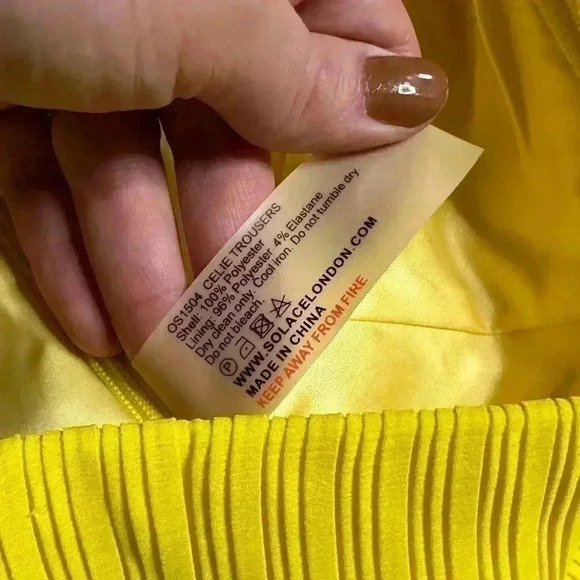 OS1504 CELIE TROUSERS
Shell: 100% Polyester
Lining: 96% Polyester 4% Elastane
Dry clean only. Cool iron. Do not tumble dry
Do not bleach.
P
WWW.SOLACELONDON.COM
MADE IN CHINA
KEEP AWAY FROM FIRE